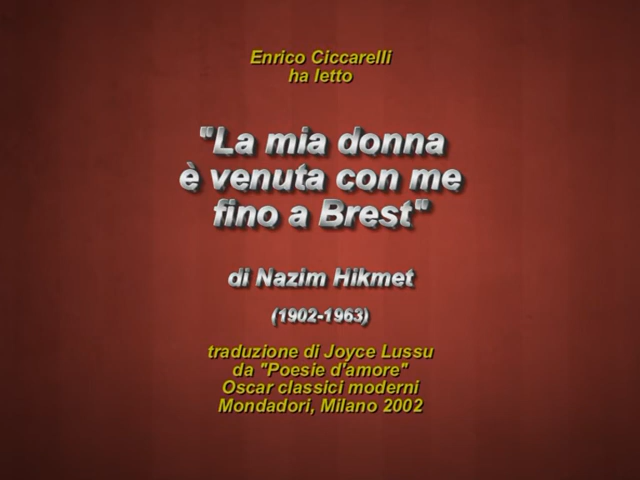 Enrico Ciccarelli
ha letto
"La mia donna
è venuta con me
fino a Brest"
di Nazim Hikmet
(1902-1963)
traduzione di Joyce Lussu
da "Poesie d'amore"
Oscar classici moderni
Mondadori, Milano 2002